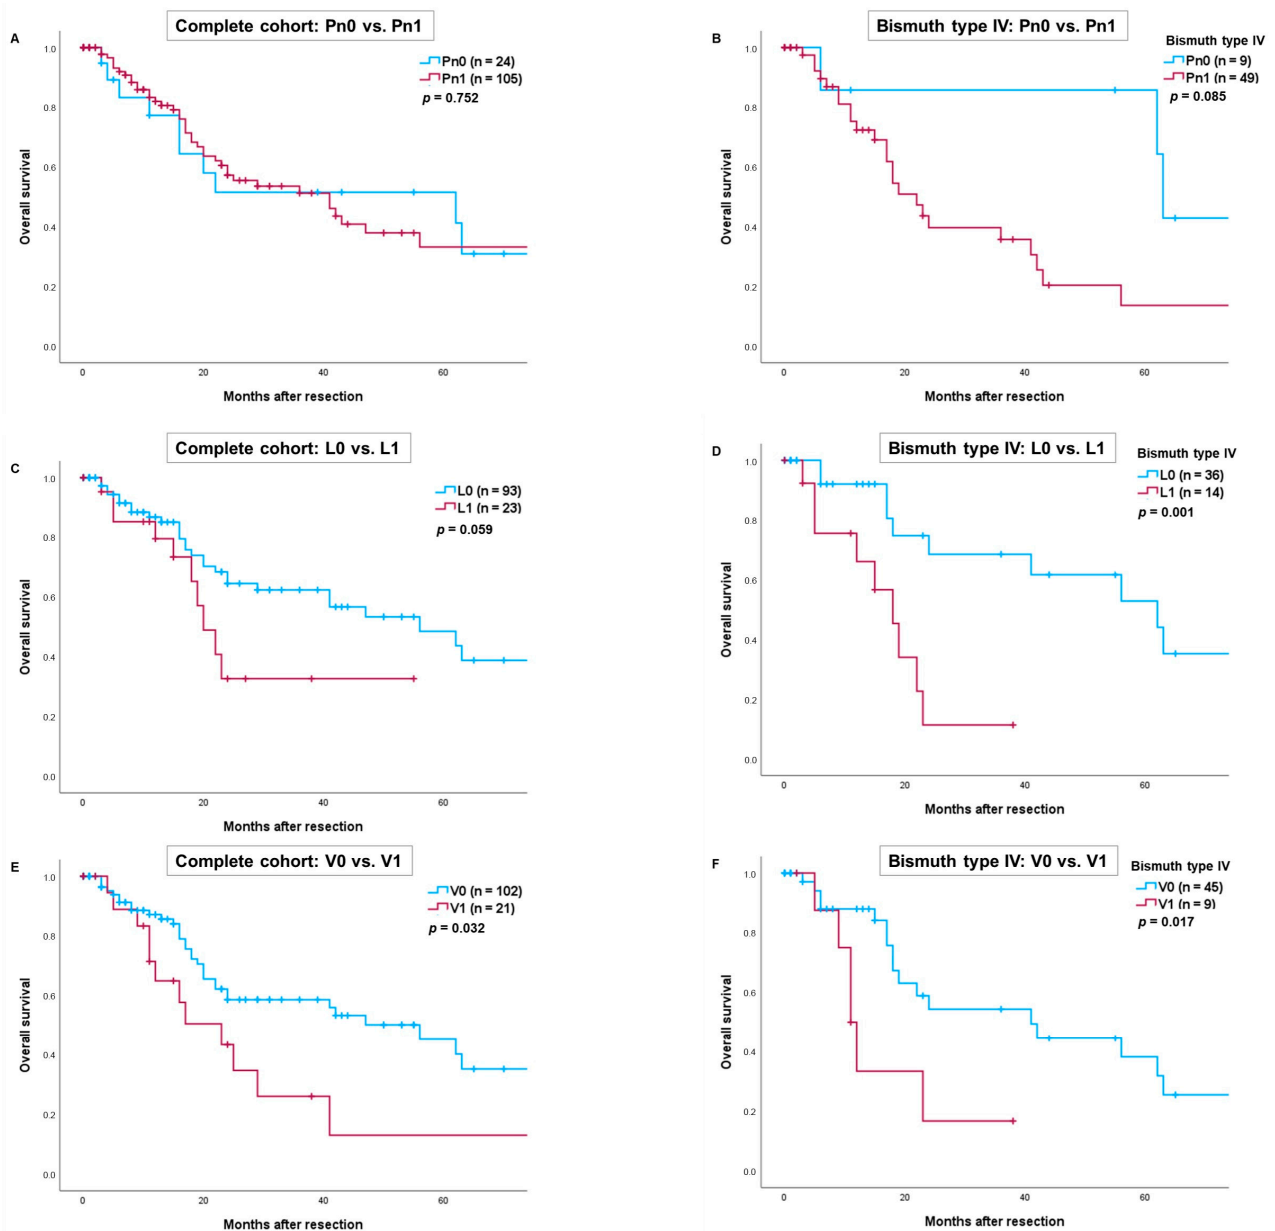 Complete cohort: Pn0 vs. Pn1
A
1.0
0.8
0.6
0.4
0.2
0.0
Overall survival
Pn0 (n = 24)
Pn1 (n = 105)
p = 0.752
0 20 40 60
Months after resection
Bismuth type IV: Pn0 vs. Pn1
B
1.0
0.8
0.6
0.4
0.2
0.0
Overall survival
Bismuth type IV
Pn0 (n = 9)
Pn1 (n = 49)
p = 0.085
0 20 40 60
Months after resection
Complete cohort: L0 vs. L1
C
1.0
0.8
0.6
0.4
0.2
0.0
Overall survival
L0 (n = 93)
L1 (n = 23)
p = 0.059
0 20 40 60
Months after resection
Bismuth type IV: L0 vs. L1
D
1.0
0.8
0.6
0.4
0.2
0.0
Overall survival
Bismuth type IV
L0 (n = 36)
L1 (n = 14)
p = 0.001
0 20 40 60
Months after resection
Complete cohort: V0 vs. V1
E
1.0
0.8
0.6
0.4
0.2
0.0
Overall survival
V0 (n = 102)
V1 (n = 21)
p = 0.032
0 20 40 60
Months after resection
Bismuth type IV: V0 vs. V1
F
1.0
0.8
0.6
0.4
0.2
0.0
Overall survival
Bismuth type IV
V0 (n = 45)
V1 (n = 9)
p = 0.017
0 20 40 60
Months after resection